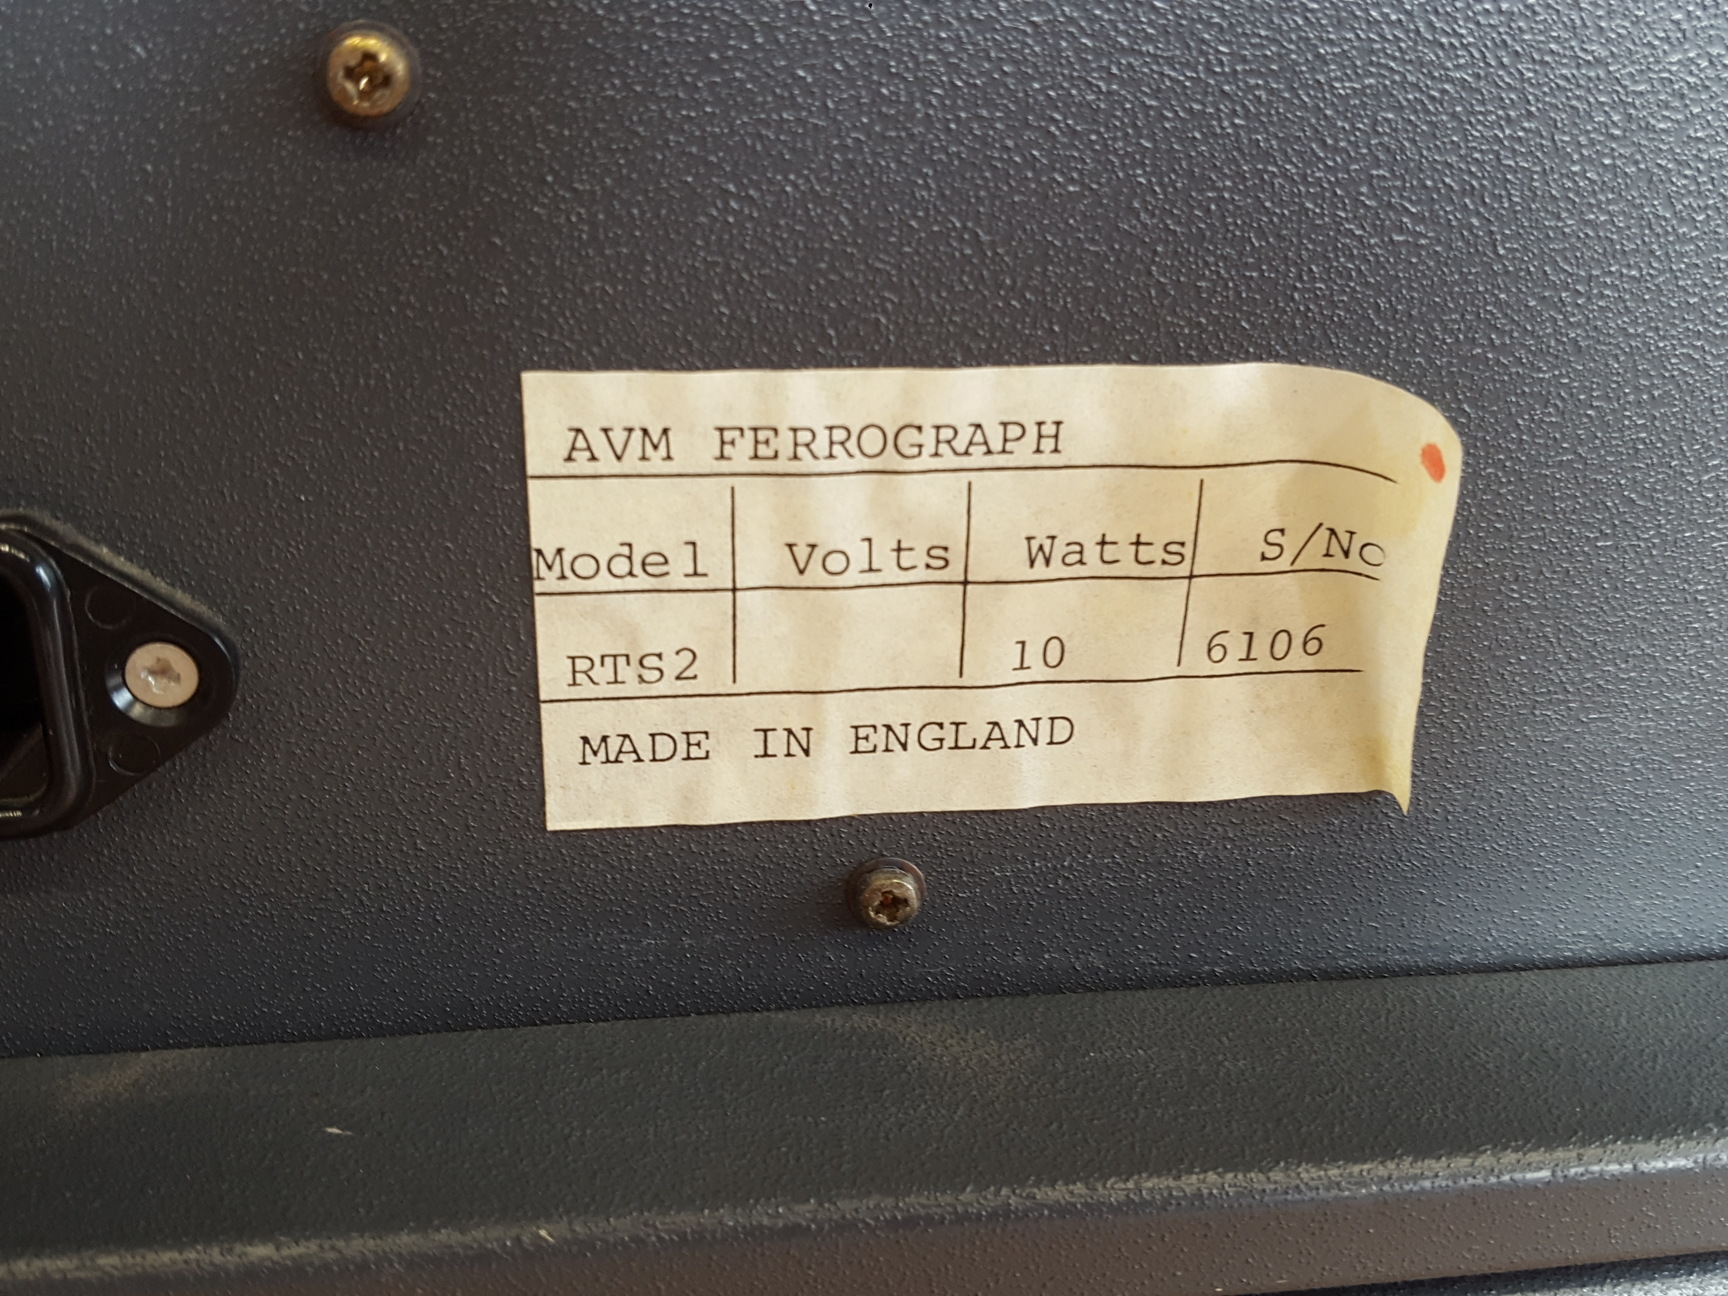 AVM FERROGRAPH
Model Volts Watts S/No
RTS2 10 6106
MADE IN ENGLAND